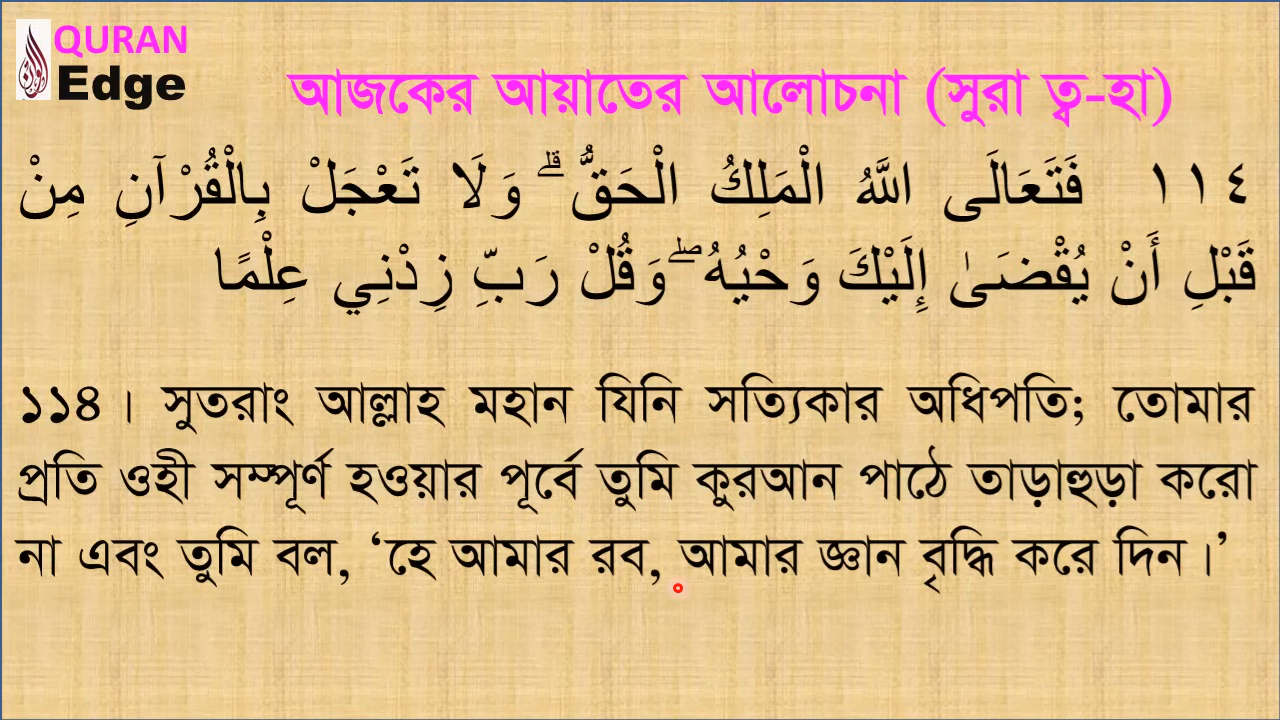 QURAN
Edge
আজকের আয়াতের আলোচনা (সুরা ত্ব-হা)
١١٤ فَتَعَالَى اللَّهُ الْمَلِكُ الْحَقُّ ۗ وَلَا تَعْجَلْ بِالْقُرْآنِ مِنْ
قَبْلِ أَنْ يُقْضَىٰ إِلَيْكَ وَحْيُهُ ۖ وَقُلْ رَبِّ زِدْنِي عِلْمًا
১১৪। সুতরাং আল্লাহ মহান যিনি সত্যিকার অধিপতি; তোমার
প্রতি ওহী সম্পূর্ণ হওয়ার পূর্বে তুমি কুরআন পাঠে তাড়াহুড়া করো
না এবং তুমি বল, ‘হে আমার রব, আমার জ্ঞান বৃদ্ধি করে দিন।’